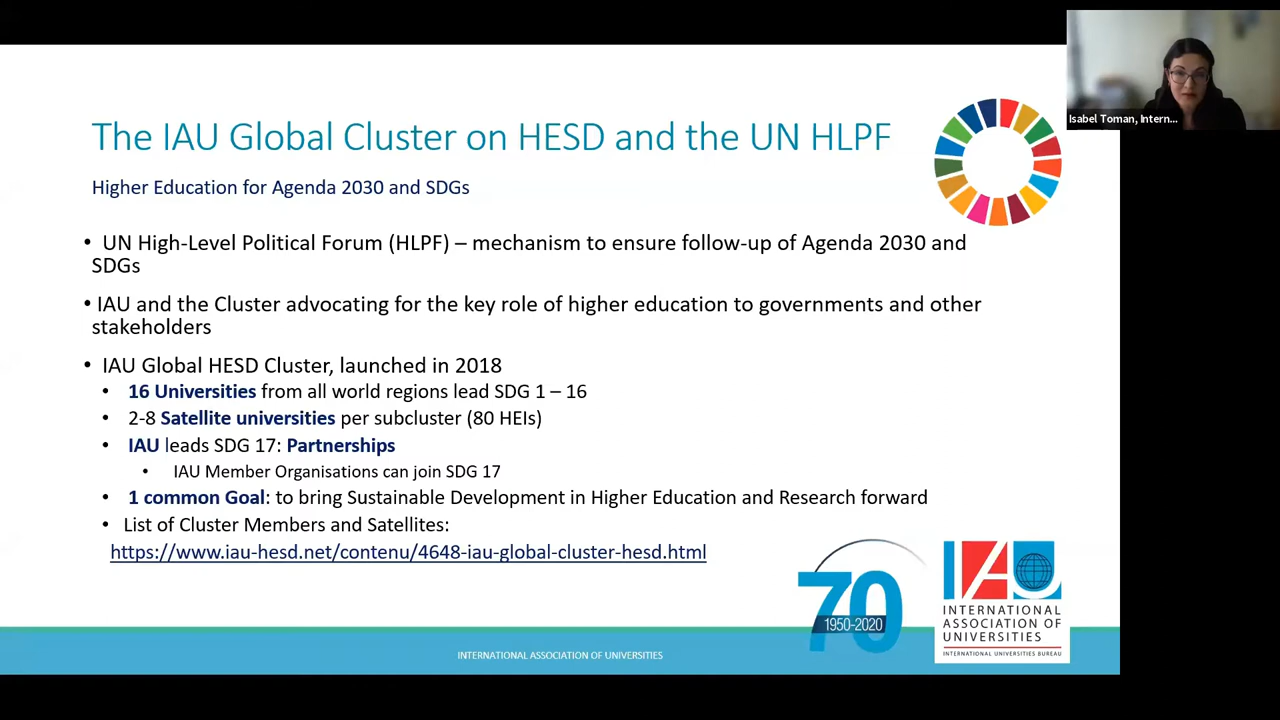 Isabel Toman, Intern...
The IAU Global Cluster on HESD and the UN HLPF
Higher Education for Agenda 2030 and SDGs
• UN High-Level Political Forum (HLPF) – mechanism to ensure follow-up of Agenda 2030 and
SDGs
• IAU and the Cluster advocating for the key role of higher education to governments and other
stakeholders
• IAU Global HESD Cluster, launched in 2018
• 16 Universities from all world regions lead SDG 1 – 16
• 2-8 Satellite universities per subcluster (80 HEIs)
• IAU leads SDG 17: Partnerships
• IAU Member Organisations can join SDG 17
• 1 common Goal: to bring Sustainable Development in Higher Education and Research forward
• List of Cluster Members and Satellites:
https://www.iau-hesd.net/contenu/4648-iau-global-cluster-hesd.html
70
1950-2020
IAU
INTERNATIONAL
ASSOCIATION OF
UNIVERSITIES
INTERNATIONAL UNIVERSITIES BUREAU
INTERNATIONAL ASSOCIATION OF UNIVERSITIES